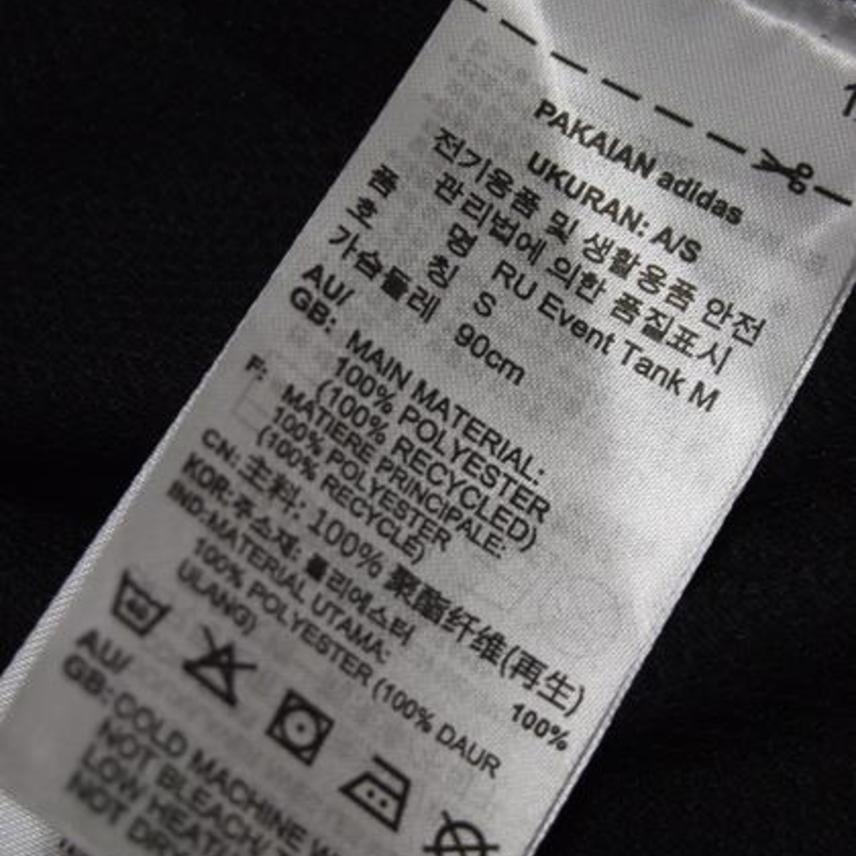 1
PAKAIAN adidas
UKURAN: A/S
전기용품 및 생활용품 안전
관리법에 의한 품질표시
품 명 RU Event Tank M
호 칭 S
가슴둘레 90cm
AU/
GB: MAIN MATERIAL:
100% POLYESTER
(100% RECYCLED)
F: MATIERE PRINCIPALE:
100% POLYESTER
(100% RECYCLE)
CN: 主料: 100% 聚酯纤维(再生)
KOR:주소재: 폴리에스터 100%
IND:MATERIAL UTAMA:
100% POLYESTER (100% DAUR
ULANG)
40
AU/
GB: COLD MACHINE W
NOT BLEACH/ T
LOW HEAT/
NOT DRY